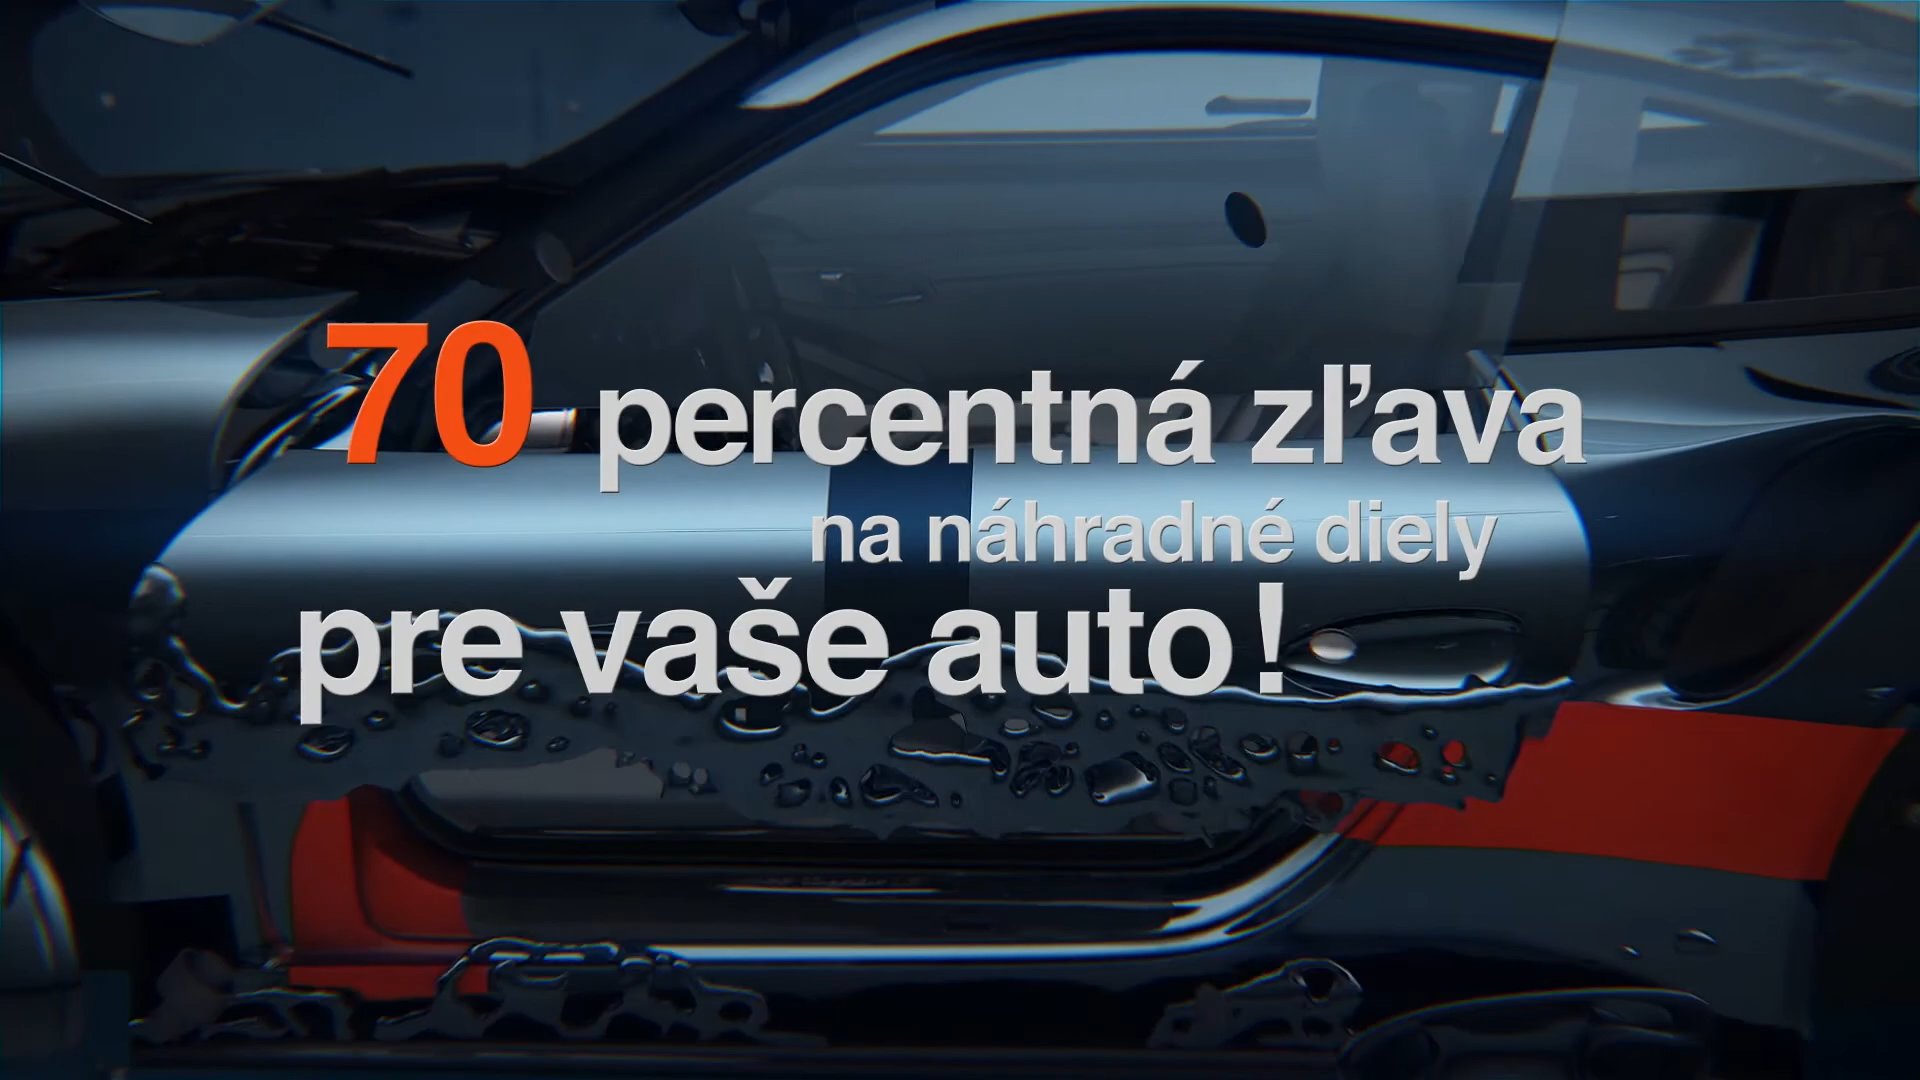 70 percentná zľava
na náhradné diely
pre vaše auto!